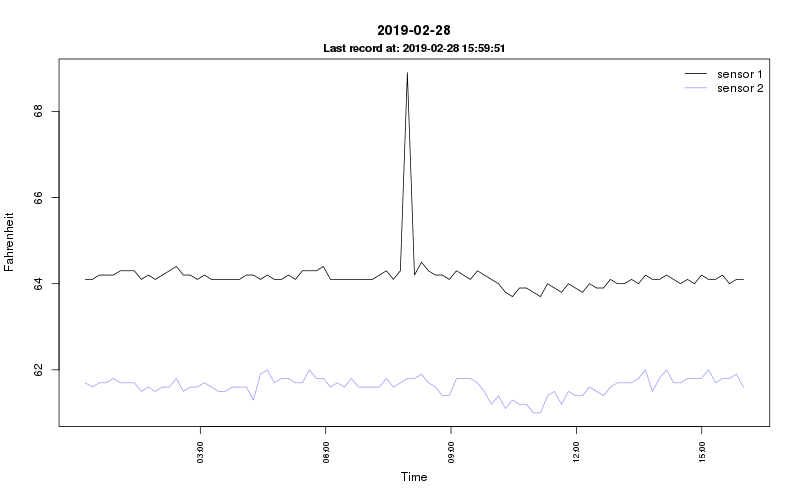 2019-02-28
Last record at: 2019-02-28 15:59:51
sensor 1
sensor 2
68
66
64
62
Fahrenheit
03:00
06:00
09:00
12:00
15:00
Time